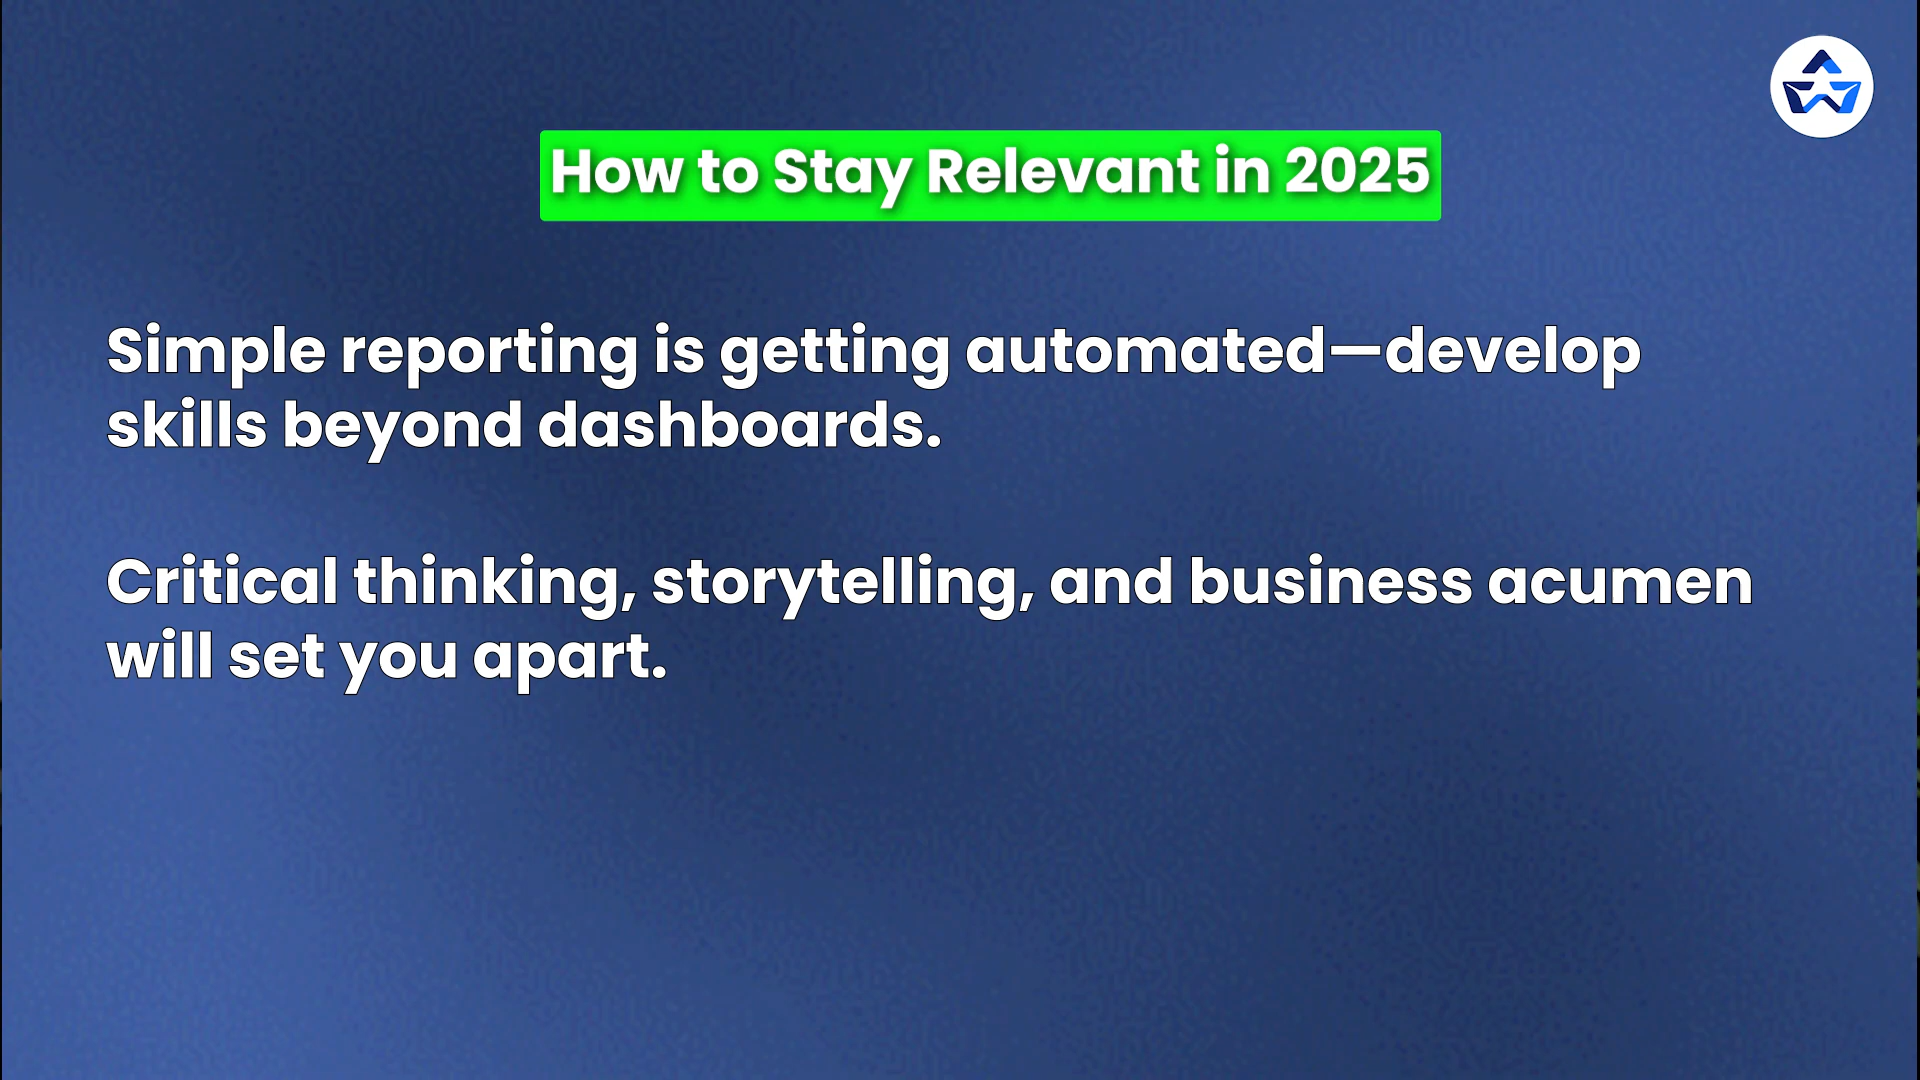 How to Stay Relevant in 2025
Simple reporting is getting automated—develop
skills beyond dashboards.
Critical thinking, storytelling, and business acumen
will set you apart.